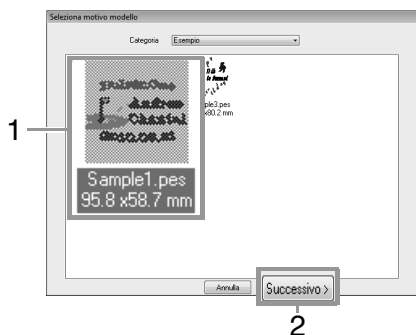 Seleziona motivo modello
Categoria Esempio
1
Sample1.pes
95.8 x58.7 mm
ple3.pes
x80.2 mm
Annulla
Successivo >
2